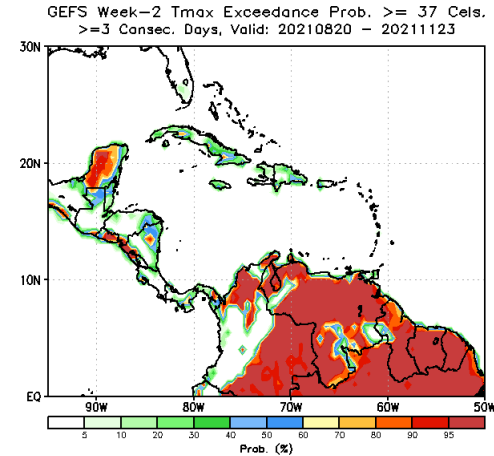 GEFS Week-2 Tmax Exceedance Prob. >= 37 Cels.
>=3 Consec. Days, Valid: 20210820 - 20211123
30N
20N
10N
EQ
90W 80W 70W 60W 50W
5 10 20 30 40 50 60 70 80 90 95
Prob. (%)